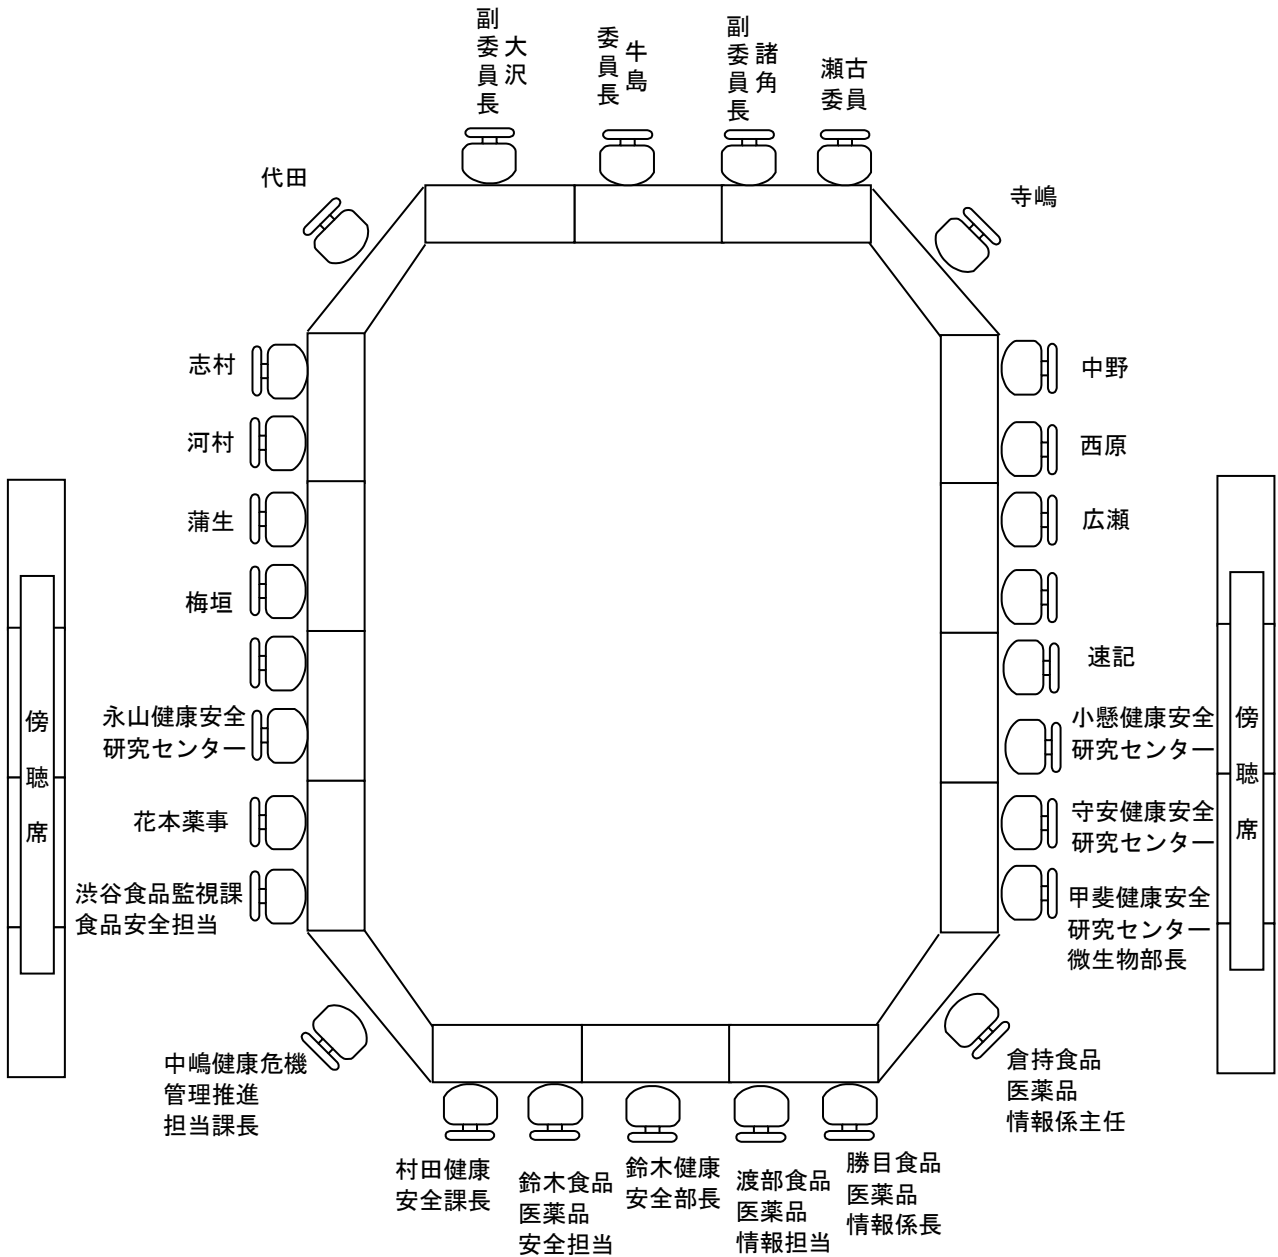 副委員長
大沢
委員長
牛島
副委員長
諸角
瀬古
委員
代田
寺嶋
志村
河村
蒲生
梅垣
永山健康安全
研究センター
花本薬事
渋谷食品監視課
食品安全担当
中嶋健康危機
管理推進
担当課長
中野
西原
広瀬
速記
小懸健康安全
研究センター
守安健康安全
研究センター
甲斐健康安全
研究センター
微生物部長
倉持食品
医薬品
情報係主任
村田健康
安全課長
鈴木食品
医薬品
安全担当
鈴木健康
安全部長
渡部食品
医薬品
情報担当
勝目食品
医薬品
情報係長
傍聴席
傍聴席